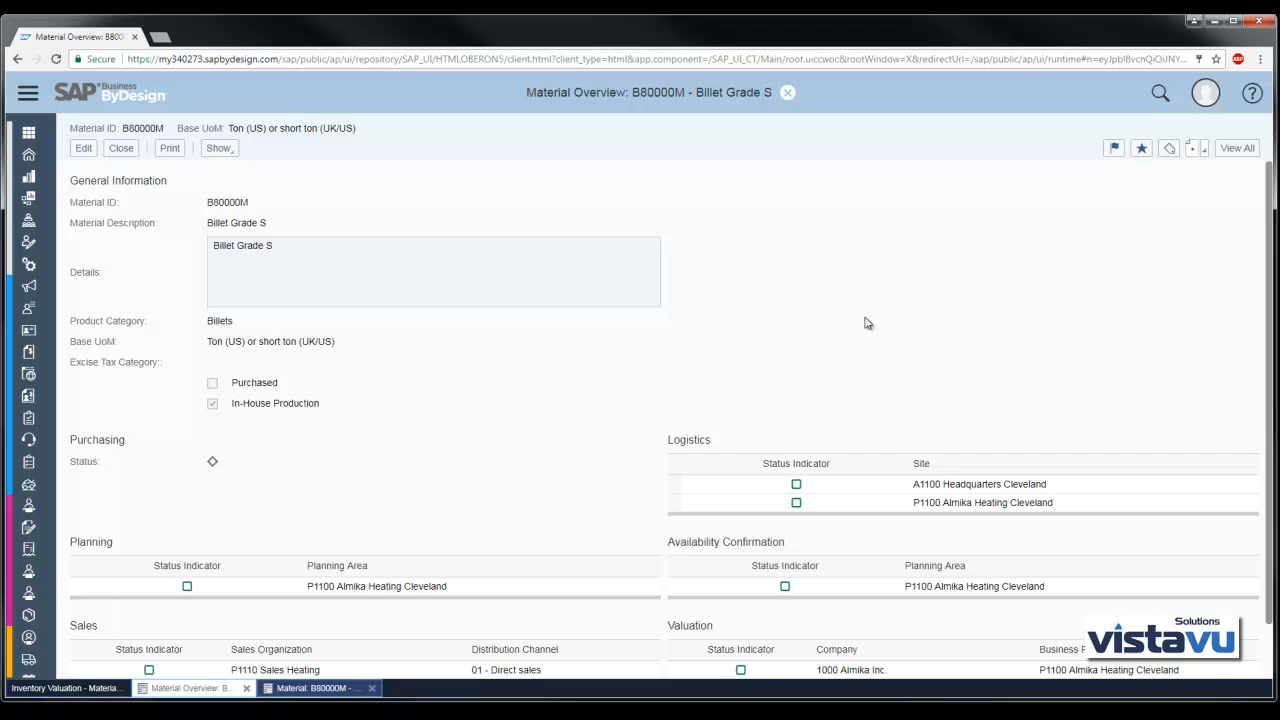 Material Overview: B800
Secure
https://my340273.sapbydesign.com/sap/public/ap/ui/repository/SAP_UI/HTMLOBERON5/client.html?client_type=html&app.component=/SAP_UI_CT/Main/root.uiccwoc&rootWindow=X&redirectUrl=/sap/public/ap/ui/runtime#n=eyJpblBvcnQiOUNY...
ABP
SAP Business ByDesign
Material Overview: B80000M - Billet Grade S
Material ID: B80000M Base UoM: Ton (US) or short ton (UK/US)
Edit Close Print Show View All
General Information
Material ID: B80000M
Material Description: Billet Grade S
Details: Billet Grade S
Product Category: Billets
Base UoM: Ton (US) or short ton (UK/US)
Excise Tax Category::
Purchased
In-House Production
Purchasing
Status:
Logistics
Status Indicator Site
A1100 Headquarters Cleveland
P1100 Almika Heating Cleveland
Planning
Status Indicator Planning Area
P1100 Almika Heating Cleveland
Availability Confirmation
Status Indicator Planning Area
P1100 Almika Heating Cleveland
Sales
Status Indicator Sales Organization Distribution Channel
P1110 Sales Heating 01 - Direct sales
Valuation
Status Indicator Company Business
1000 Almika Inc. P1100 Almika Heating Cleveland
Solutions
vistavu
Inventory Valuation - Materia... Material Overview: B... Material: B80000M - ...